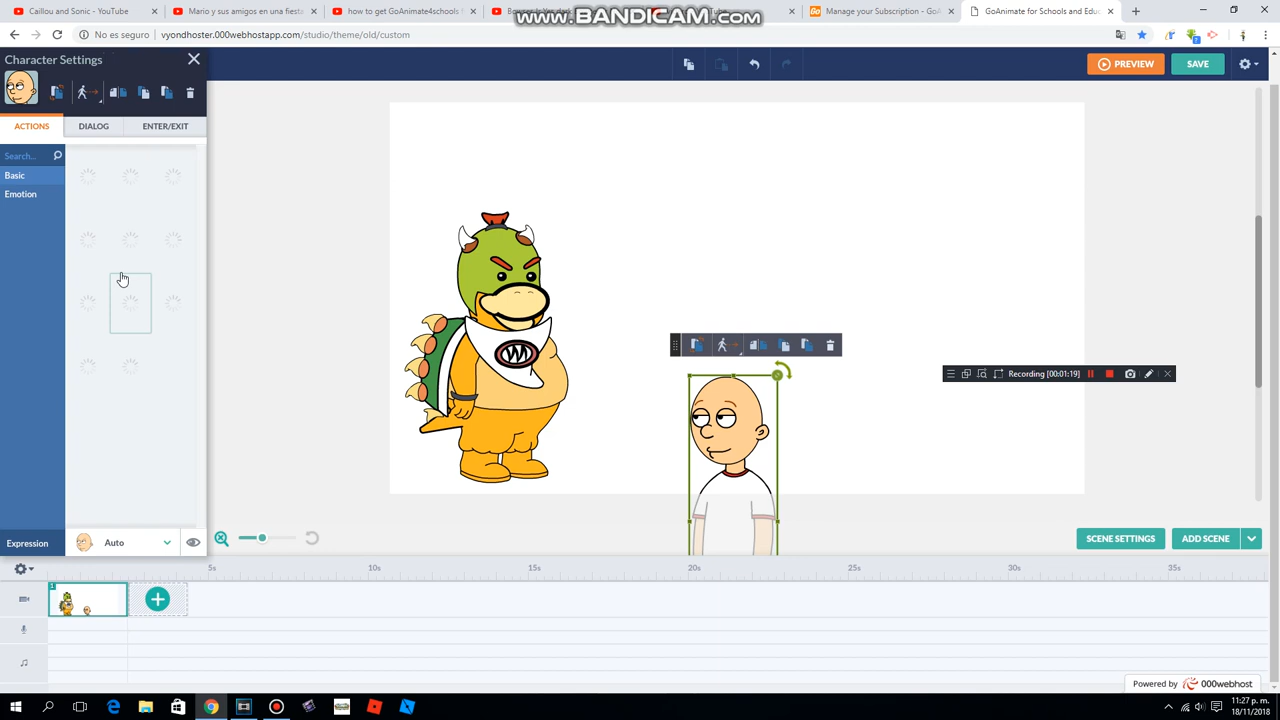 Caillou and Sonic - YouTube
Mario y sus amigos en una fiesta
how to get GoAnimate4schools
Manage your Subscription - GoA
GoAnimate for Schools and Educ
www.BANDICAM.com
No es seguro
vyondhoster.000webhostapp.com/studio/theme/old/custom
Character Settings
PREVIEW
SAVE
ACTIONS
DIALOG
ENTER/EXIT
Search...
Basic
Emotion
Recording [00:01:19]
Expression
Auto
SCENE SETTINGS
ADD SCENE
5s
10s
15s
20s
25s
30s
35s
1
Powered by 000webhost
11:27 p. m.
18/11/2018